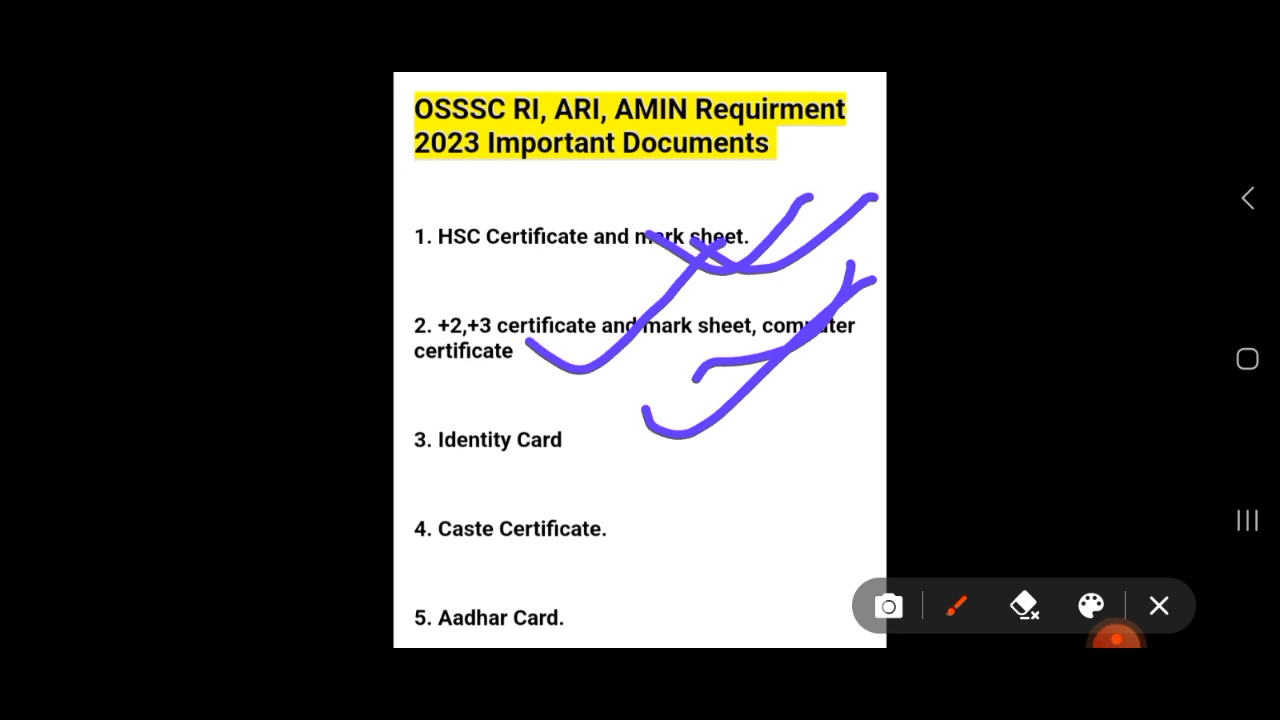 OSSSC RI, ARI, AMIN Requirment
2023 Important Documents
1. HSC Certificate and mark sheet.
2. +2,+3 certificate and mark sheet, computer
certificate
3. Identity Card
4. Caste Certificate.
5. Aadhar Card.